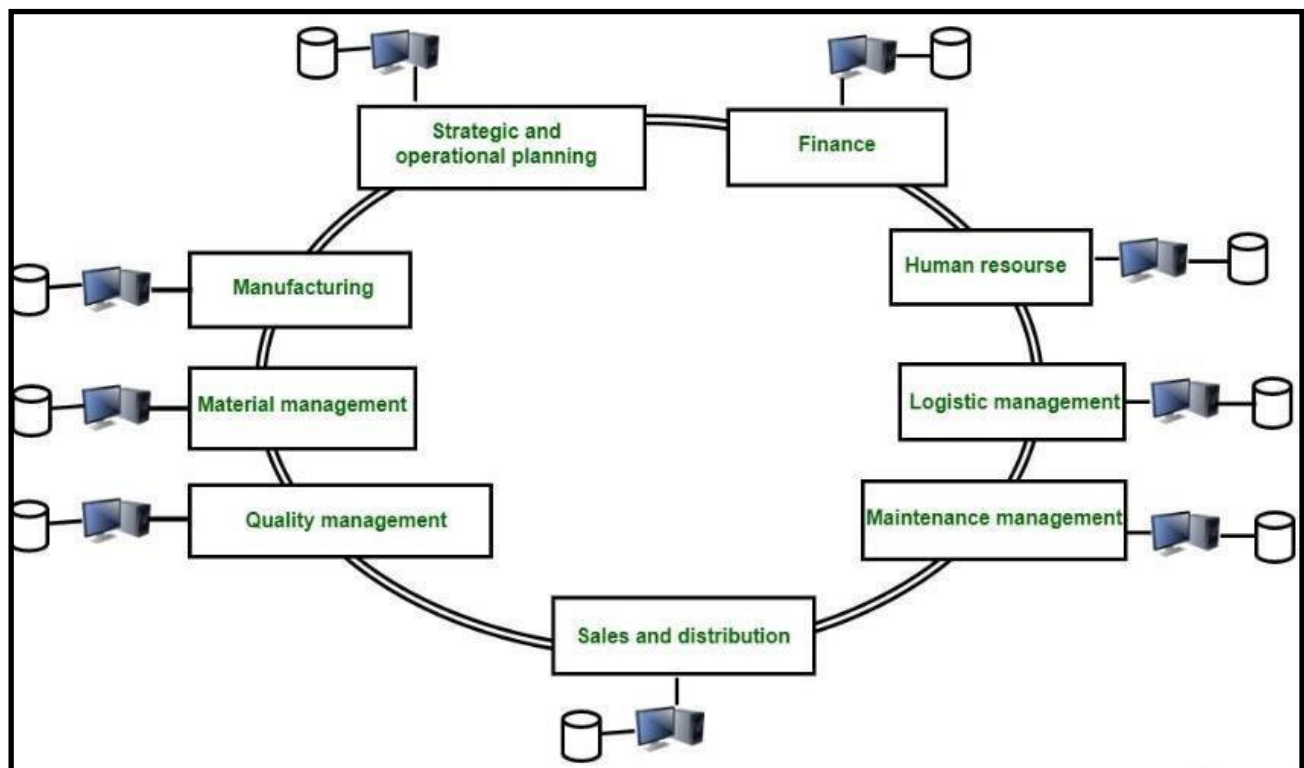 Strategic and
operational planning
Finance
Human resourse
Manufacturing
Material management
Logistic management
Quality management
Maintenance management
Sales and distribution